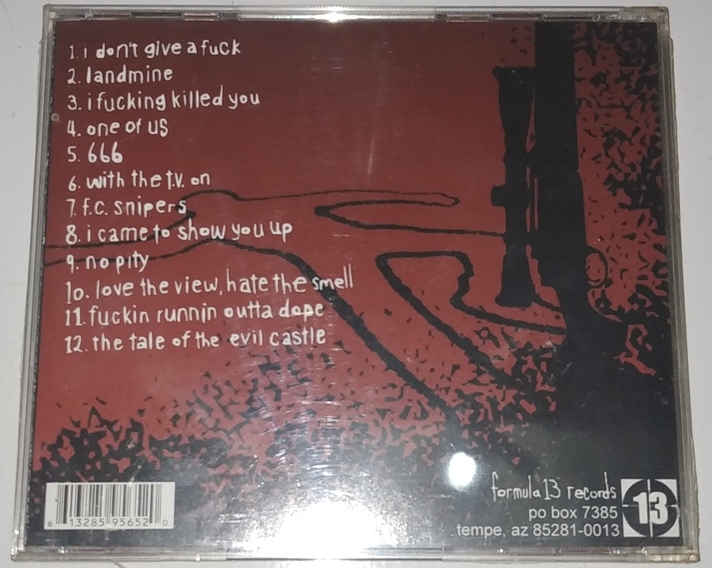 1. i don't give a fuck
2. landmine
3. i fucking killed you
4. one of us
5. 666
6. with the t.v. on
7. f.c. snipers
8. i came to show you up
9. no pity
10. love the view, hate the smell
11. fuckin runnin outta dope
12. the tale of the evil castle
formula 13 records
po box 7385
tempe, az 85281-0013
13
6 13285 95652 0